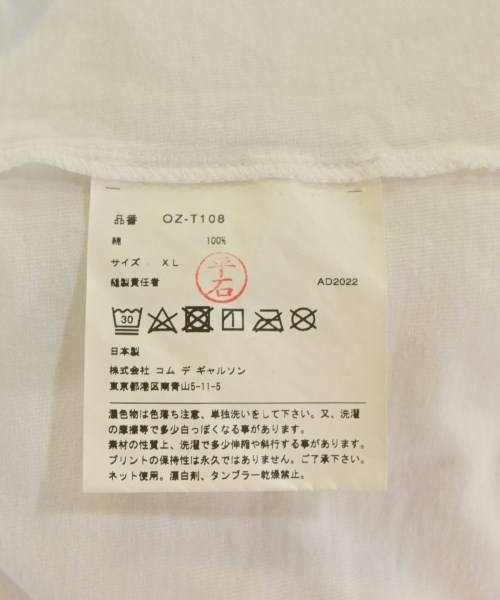 品番 OZ-T108
綿 100%
サイズ XL
平石
縫製責任者 AD2022
30
日本製
株式会社 コム デ ギャルソン
東京都港区南青山5-11-5
濃色物は色落ち注意、単独洗いをして下さい。又、洗濯
の摩擦等で多少白っぽくなる事があります。
素材の性質上、洗濯で多少伸縮や斜行する事があります。
プリントの保持性は永久ではありません。ご了承下さい。
ネット使用。漂白剤、タンブラー乾燥禁止。